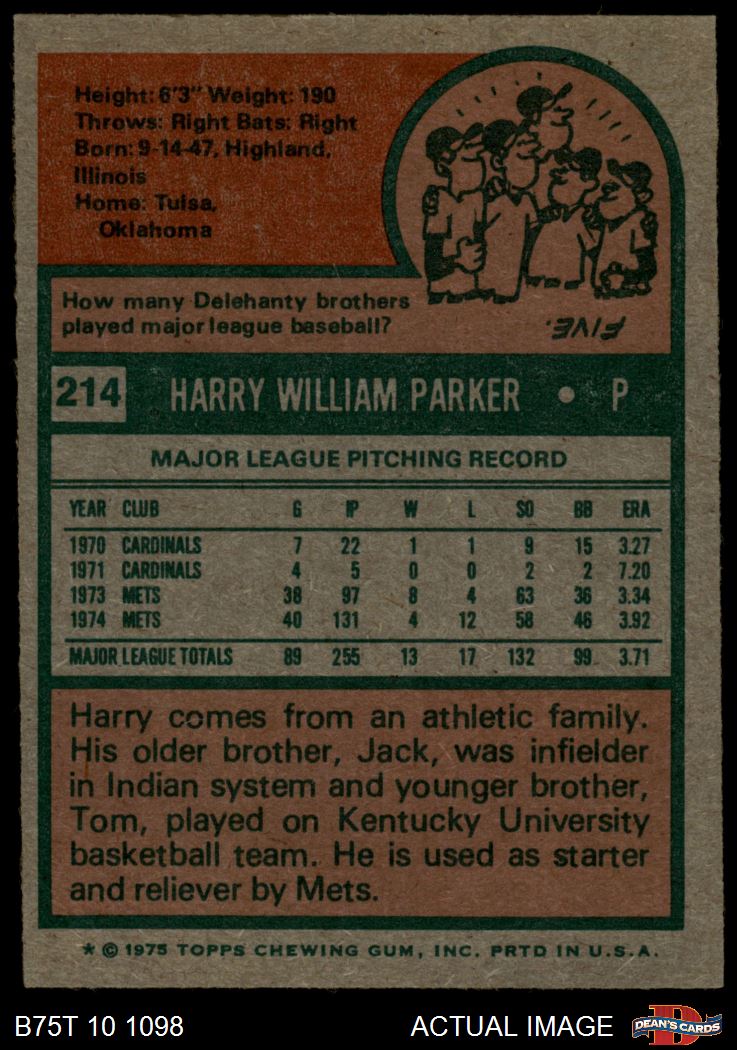 Height: 6'3" Weight: 190
Throws: Right Bats: Right
Born: 9-14-47, Highland,
Illinois
Home: Tulsa,
Oklahoma
How many Delehanty brothers
played major league baseball?
FIVE.
214 HARRY WILLIAM PARKER • P
MAJOR LEAGUE PITCHING RECORD
YEAR CLUB G IP W L SO BB ERA
1970 CARDINALS 7 22 1 1 9 15 3.27
1971 CARDINALS 4 5 0 0 2 2 7.20
1973 METS 38 97 8 4 63 36 3.34
1974 METS 40 131 4 12 58 46 3.92
MAJOR LEAGUE TOTALS 89 255 13 17 132 99 3.71
Harry comes from an athletic family.
His older brother, Jack, was infielder
in Indian system and younger brother,
Tom, played on Kentucky University
basketball team. He is used as starter
and reliever by Mets.
* © 1975 TOPPS CHEWING GUM, INC. PRTD IN U.S.A.
B75T 10 1098 ACTUAL IMAGE DEAN'S CARDS